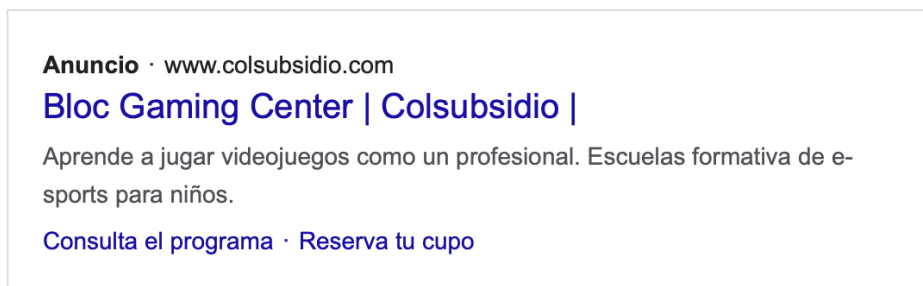 Anuncio · www.colsubsidio.com
Bloc Gaming Center | Colsubsidio |
Aprende a jugar videojuegos como un profesional. Escuelas formativa de e-
sports para niños.
Consulta el programa · Reserva tu cupo